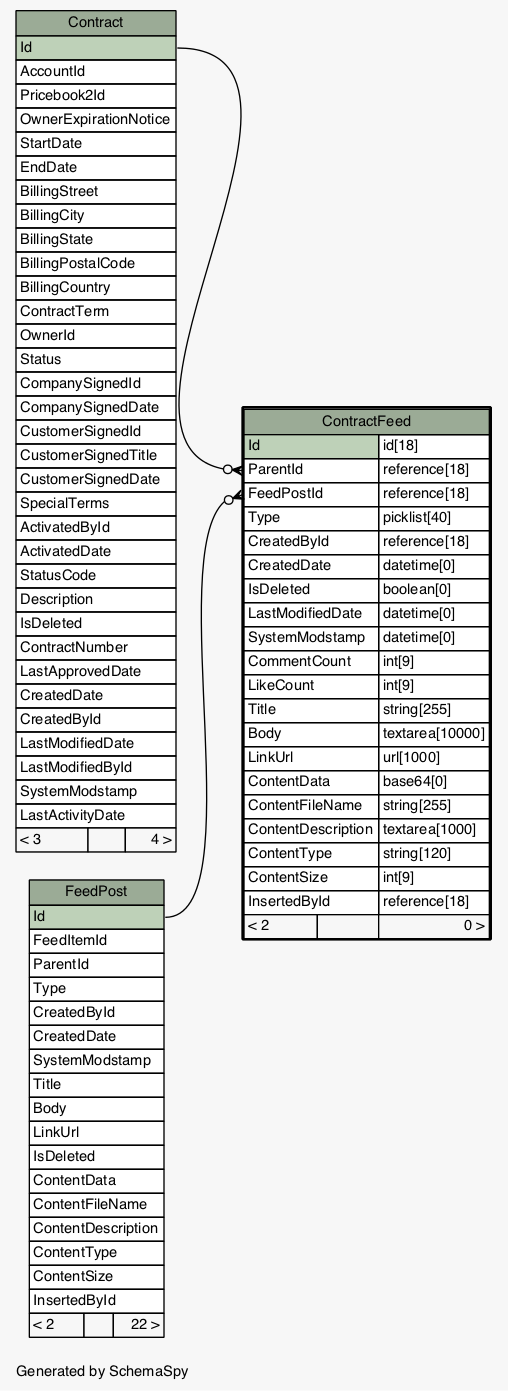 Contract
Id
AccountId
Pricebook2Id
OwnerExpirationNotice
StartDate
EndDate
BillingStreet
BillingCity
BillingState
BillingPostalCode
BillingCountry
ContractTerm
OwnerId
Status
CompanySignedId
CompanySignedDate
CustomerSignedId
CustomerSignedTitle
CustomerSignedDate
SpecialTerms
ActivatedById
ActivatedDate
StatusCode
Description
IsDeleted
ContractNumber
LastApprovedDate
CreatedDate
CreatedById
LastModifiedDate
LastModifiedById
SystemModstamp
LastActivityDate
< 3 4 >
ContractFeed
Id id[18]
ParentId reference[18]
FeedPostId reference[18]
Type picklist[40]
CreatedById reference[18]
CreatedDate datetime[0]
IsDeleted boolean[0]
LastModifiedDate datetime[0]
SystemModstamp datetime[0]
CommentCount int[9]
LikeCount int[9]
Title string[255]
Body textarea[10000]
LinkUrl url[1000]
ContentData base64[0]
ContentFileName string[255]
ContentDescription textarea[1000]
ContentType string[120]
ContentSize int[9]
InsertedById reference[18]
< 2 0 >
FeedPost
Id
FeedItemId
ParentId
Type
CreatedById
CreatedDate
SystemModstamp
Title
Body
LinkUrl
IsDeleted
ContentData
ContentFileName
ContentDescription
ContentType
ContentSize
InsertedById
< 2 22 >
Generated by SchemaSpy